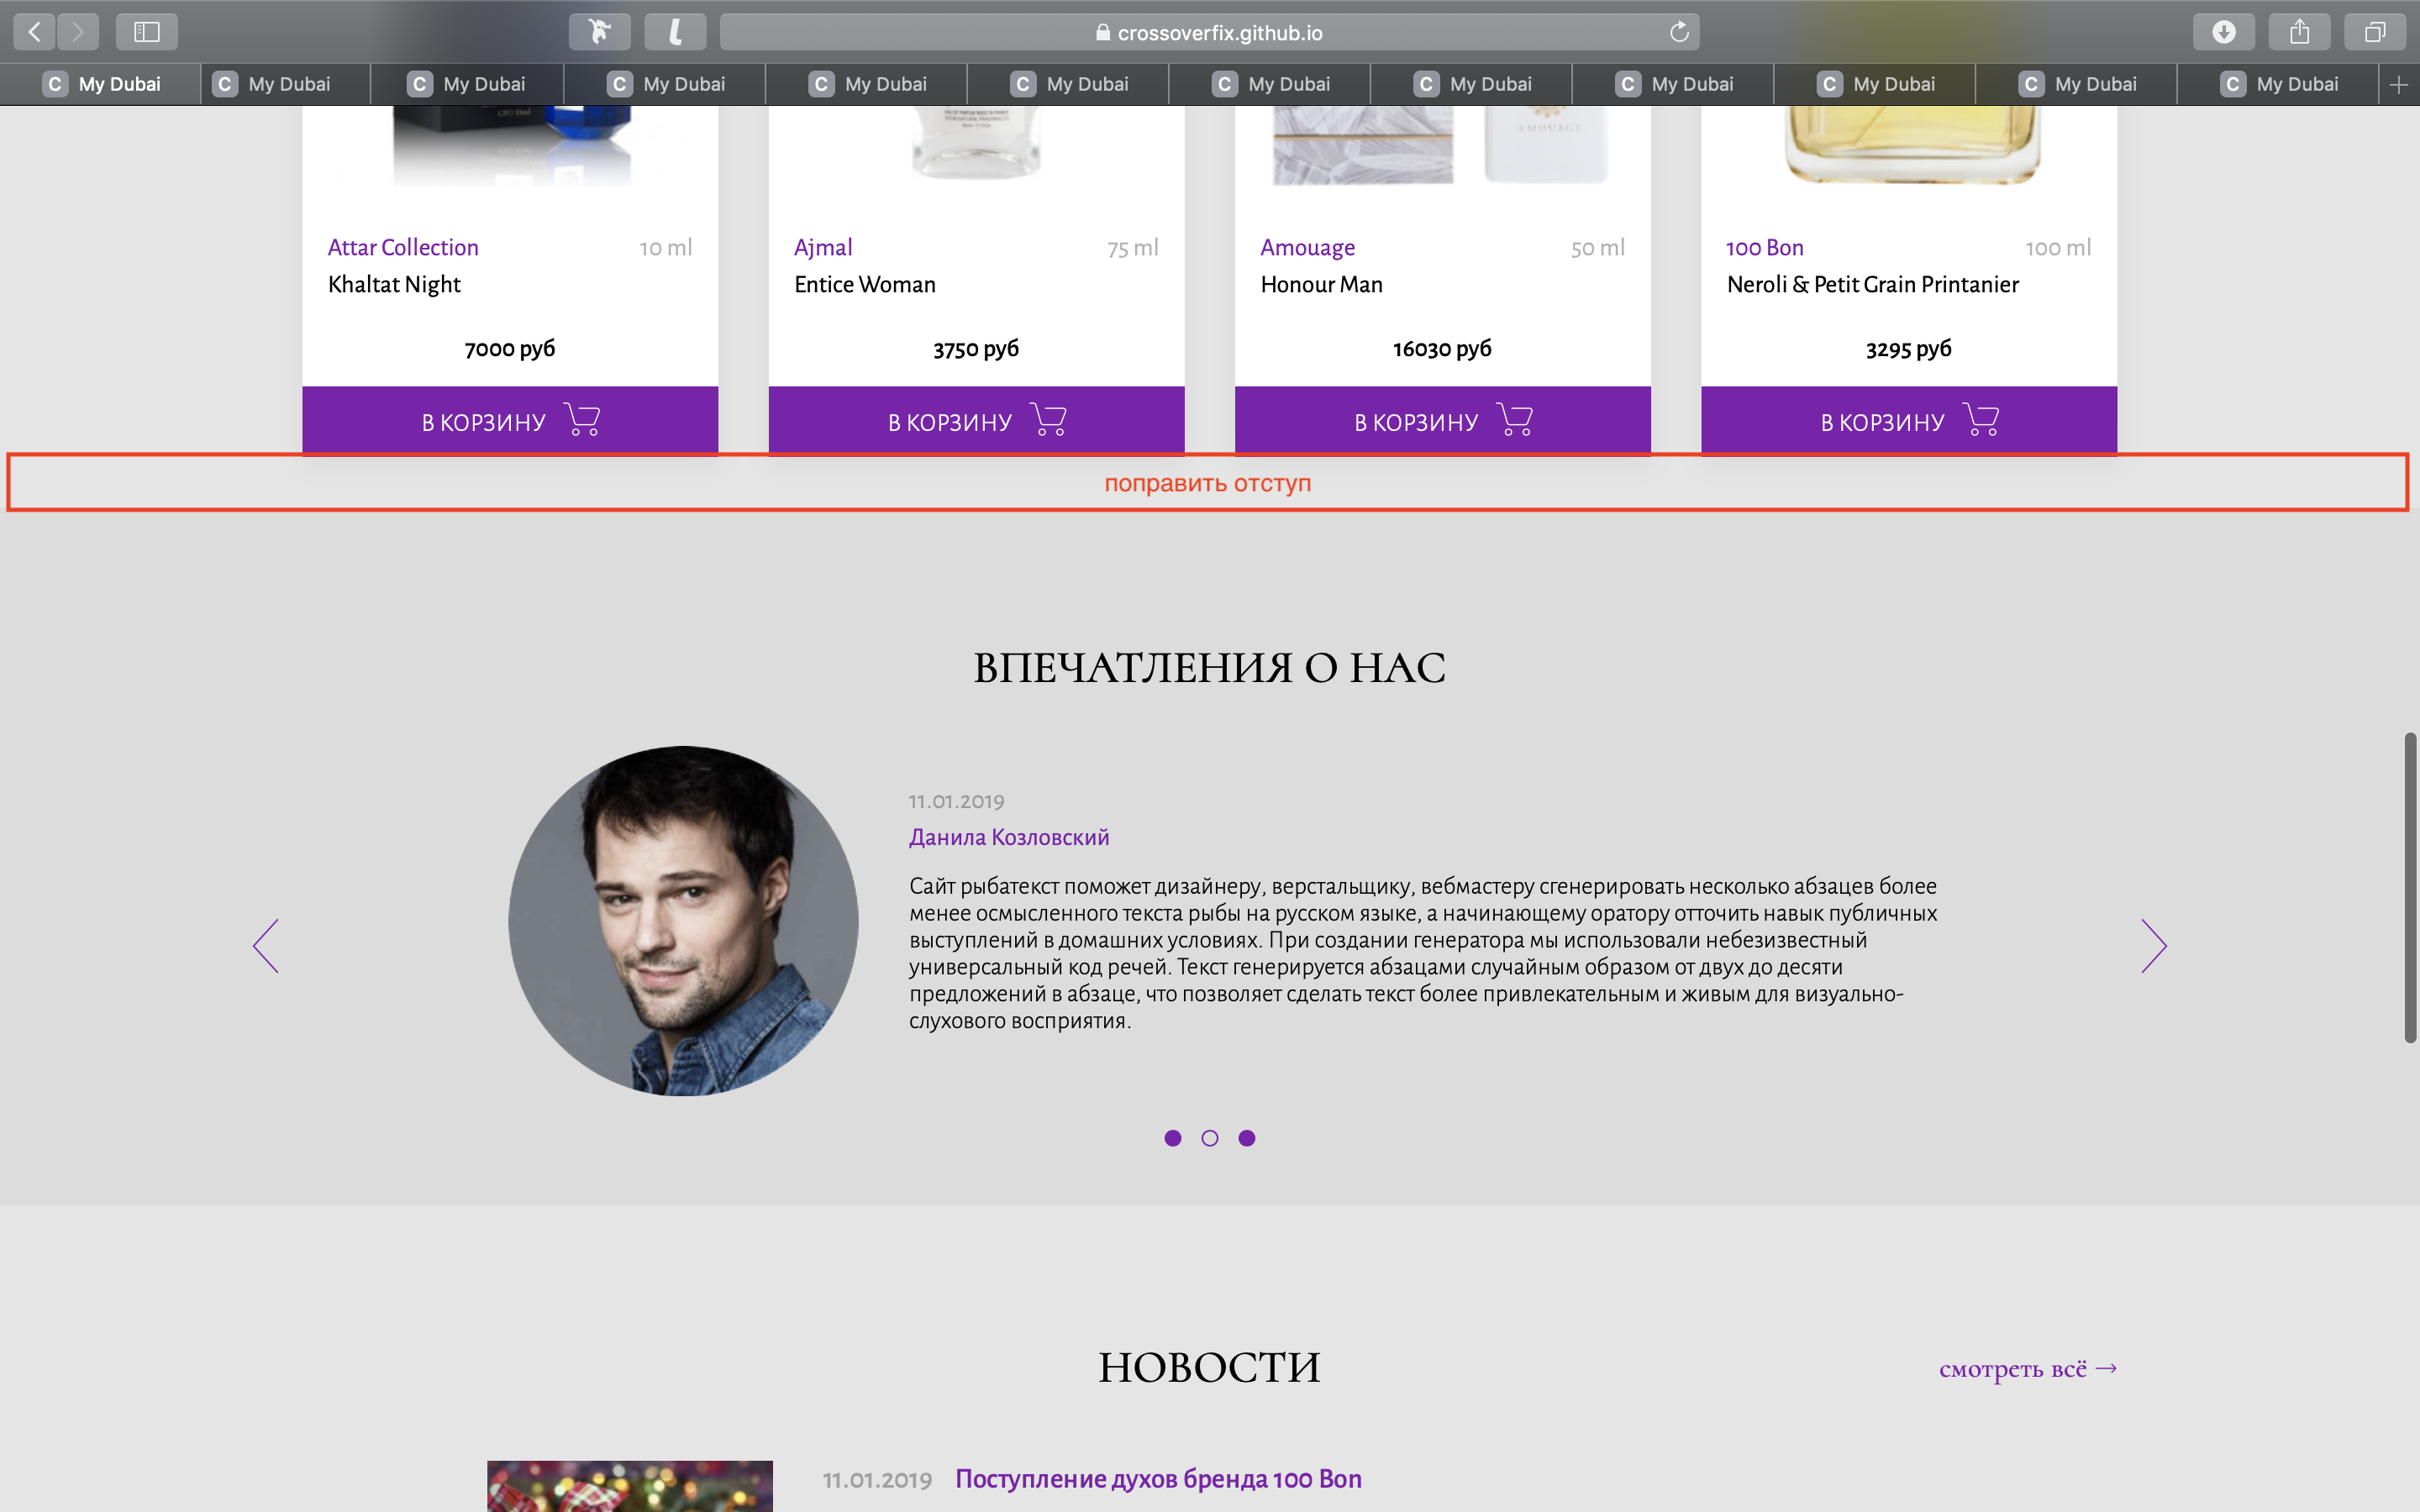 crossoverfix.github.io
C My Dubai
C My Dubai
C My Dubai
C My Dubai
C My Dubai
C My Dubai
C My Dubai
C My Dubai
C My Dubai
C My Dubai
C My Dubai
C My Dubai
AMOUAGE
Attar Collection 10 ml
Khaltat Night
7000 руб
В КОРЗИНУ
Ajmal 75 ml
Entice Woman
3750 руб
В КОРЗИНУ
Amouage 50 ml
Honour Man
16030 руб
В КОРЗИНУ
100 Bon 100 ml
Neroli & Petit Grain Printanier
3295 руб
В КОРЗИНУ
поправить отступ
ВПЕЧАТЛЕНИЯ О НАС
11.01.2019
Данила Козловский
Сайт рыбатекст поможет дизайнеру, верстальщику, вебмастеру сгенерировать несколько абзацев более
менее осмысленного текста рыбы на русском языке, а начинающему оратору отточить навык публичных
выступлений в домашних условиях. При создании генератора мы использовали небезизвестный
универсальный код речей. Текст генерируется абзацами случайным образом от двух до десяти
предложений в абзаце, что позволяет сделать текст более привлекательным и живым для визуально-
слухового восприятия.
НОВОСТИ
смотреть всё →
11.01.2019 Поступление духов бренда 100 Bon